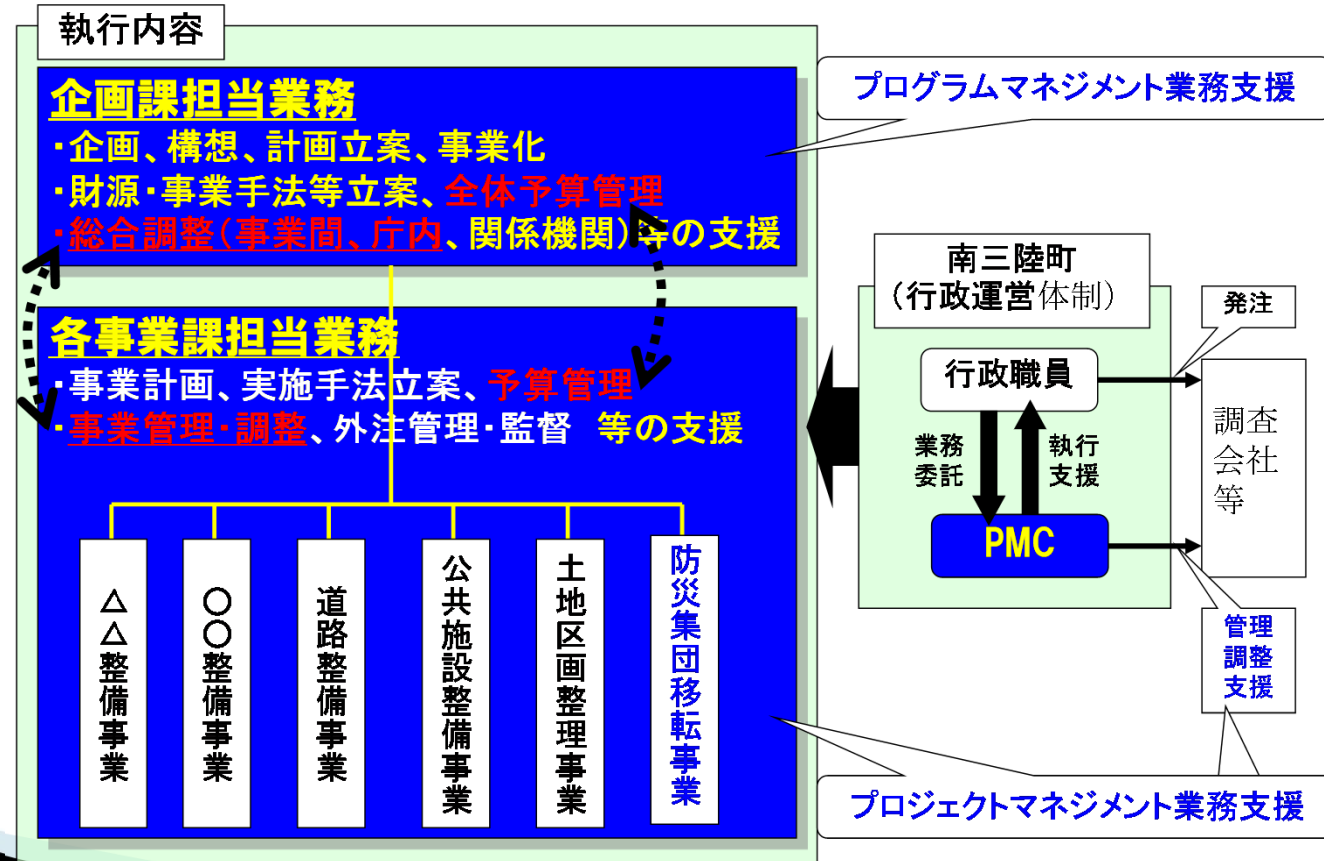 執行内容
企画課担当業務
・企画、構想、計画立案、事業化
・財源・事業手法等立案、全体予算管理
・総合調整(事業間、庁内、関係機関)等の支援
プログラムマネジメント業務支援
各事業課担当業務
・事業計画、実施手法立案、予算管理
・事業管理・調整、外注管理・監督 等の支援
△△整備事業
○○整備事業
道路整備事業
公共施設整備事業
土地区画整理事業
防災集団移転事業
南三陸町
(行政運営体制)
行政職員
業務
委託
執行
支援
PMC
発注
調査
会社
等
管理
調整
支援
プロジェクトマネジメント業務支援